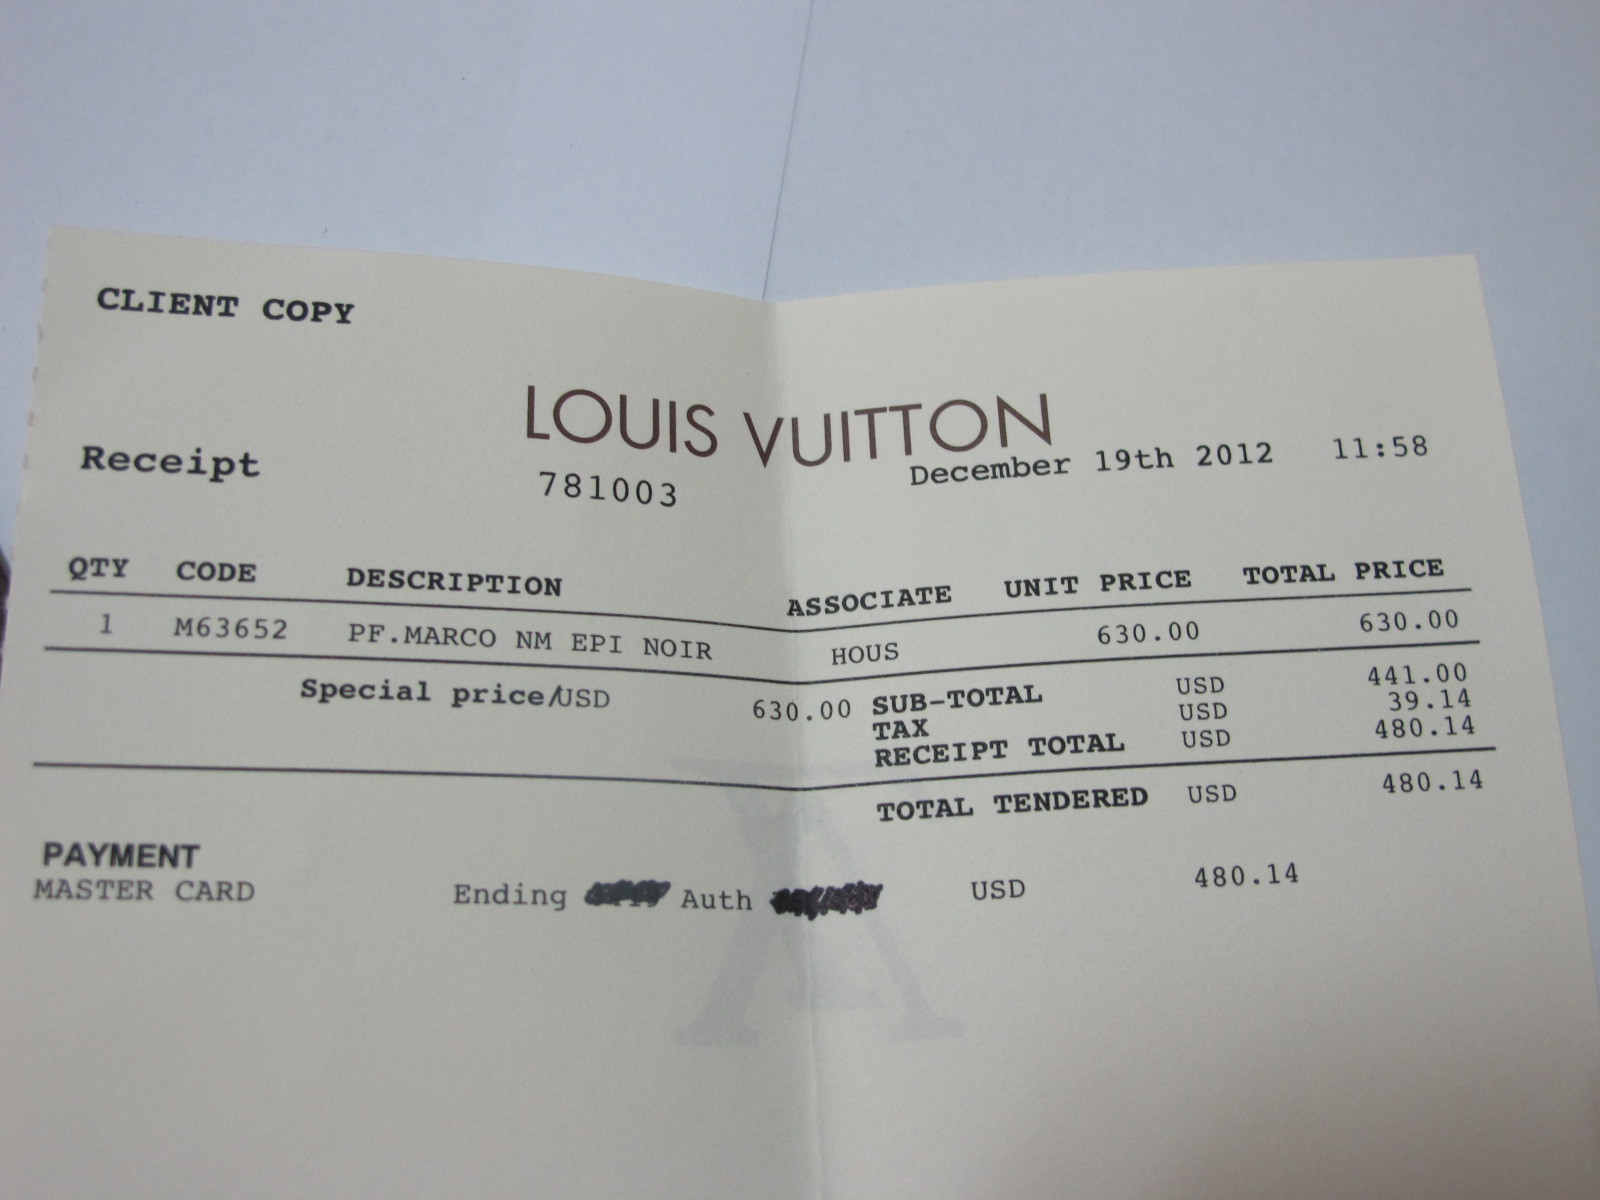 CLIENT COPY
LOUIS VUITTON
Receipt 781003 December 19th 2012 11:58
QTY CODE DESCRIPTION ASSOCIATE UNIT PRICE TOTAL PRICE
1 M63652 PF.MARCO NM EPI NOIR HOUS 630.00 630.00
Special price/USD 630.00 SUB-TOTAL USD 441.00
TAX USD 39.14
RECEIPT TOTAL USD 480.14
TOTAL TENDERED USD 480.14
PAYMENT
MASTER CARD Ending Auth USD 480.14